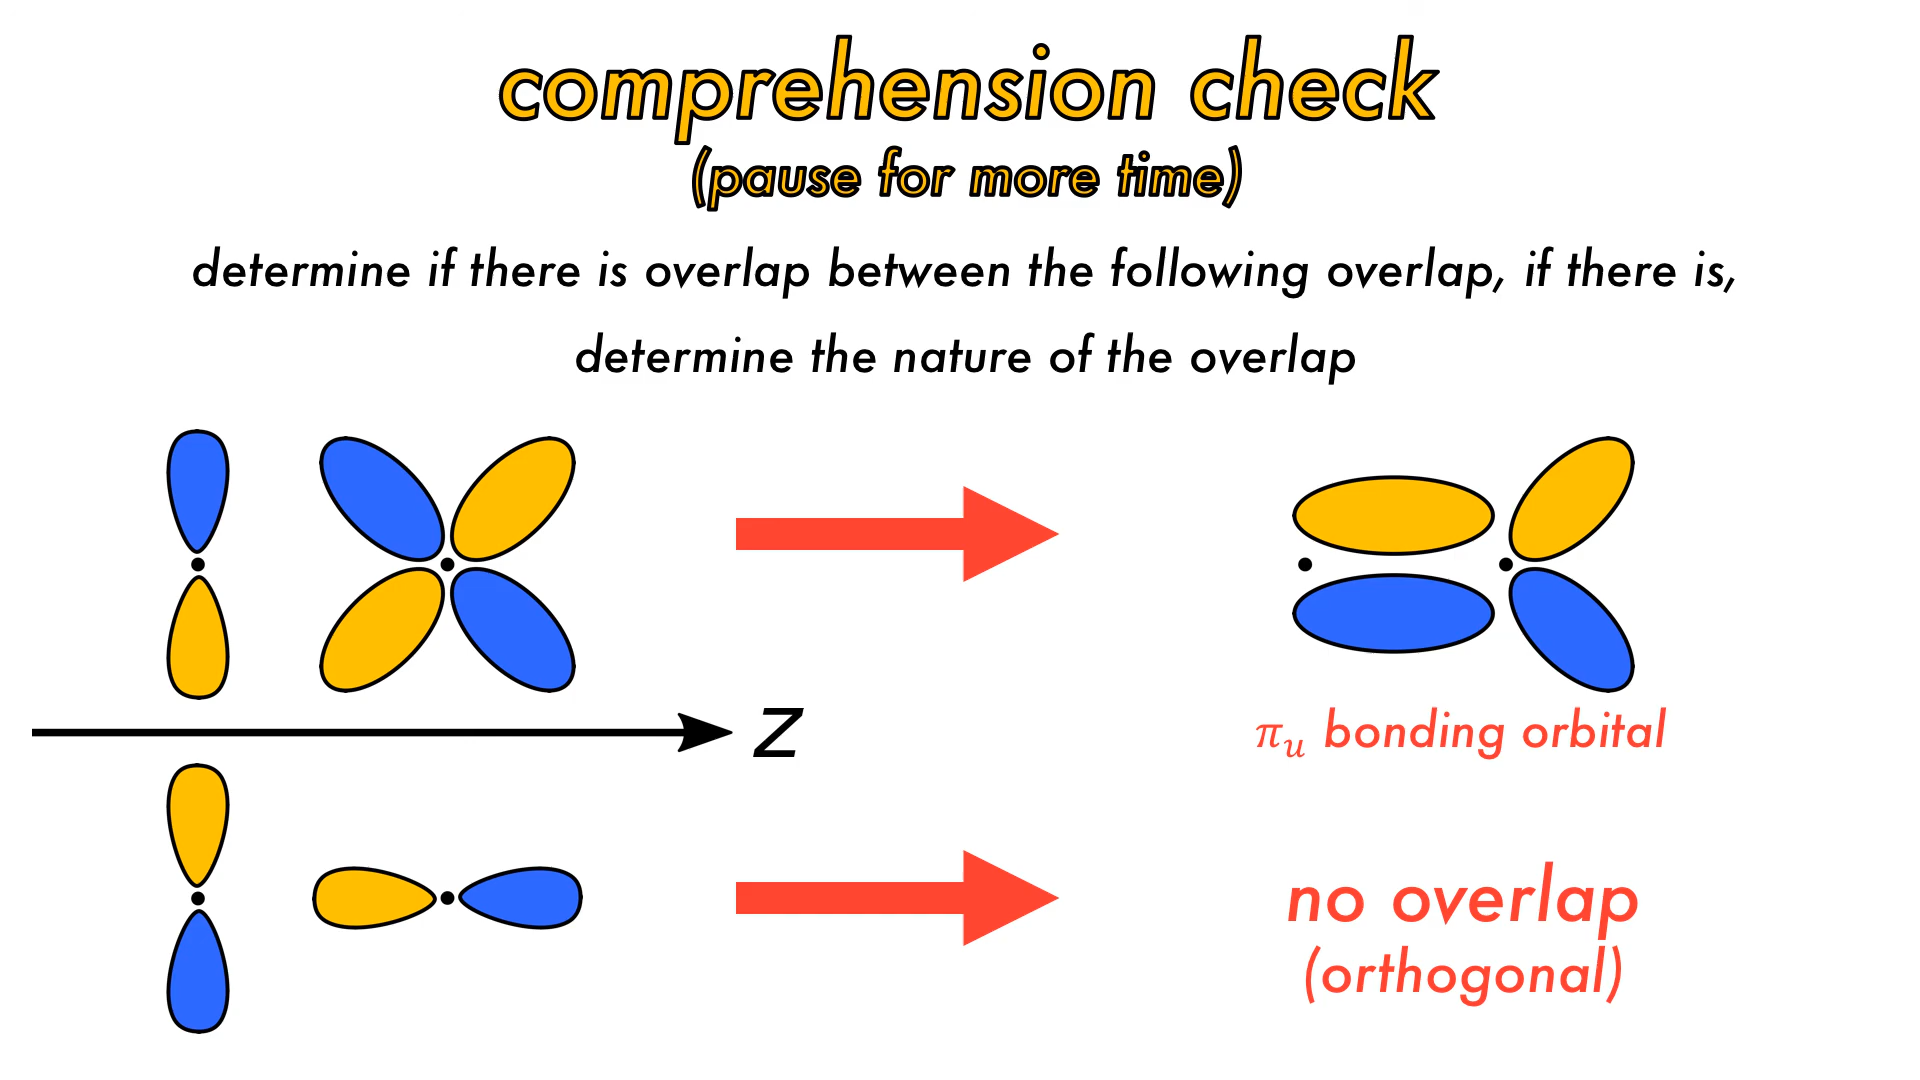 comprehension check
(pause for more time)
determine if there is overlap between the following overlap, if there is,
determine the nature of the overlap
z
πu bonding orbital
no overlap
(orthogonal)